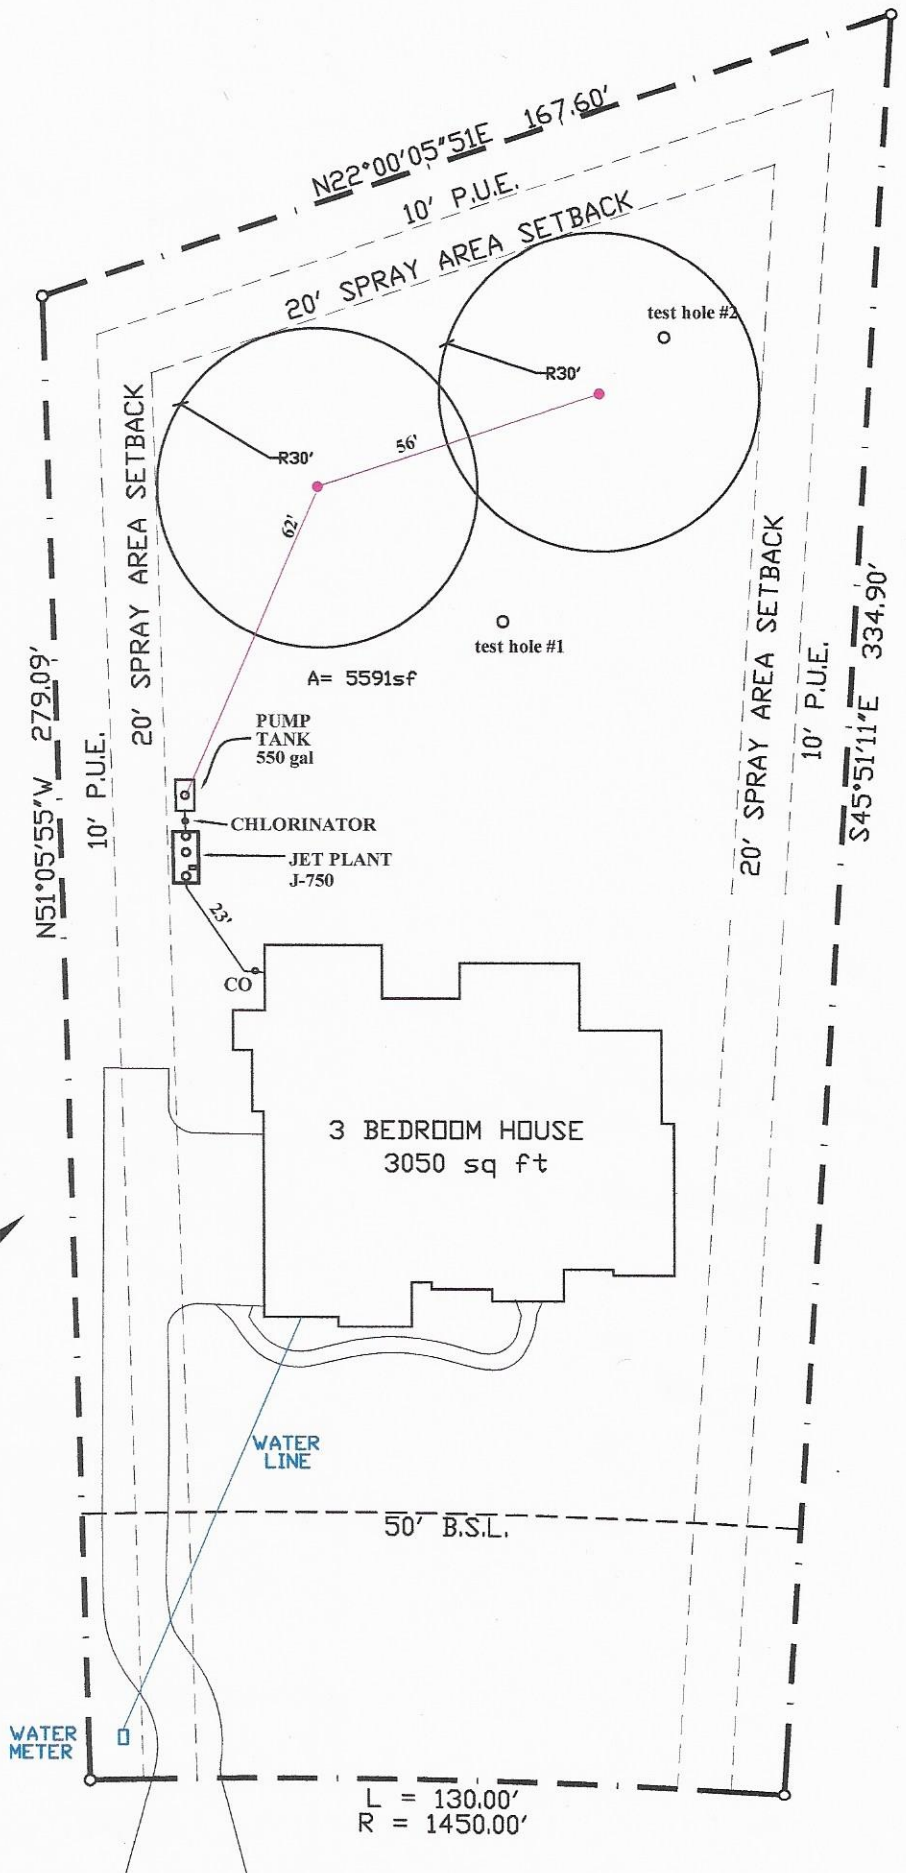 N22°00'05"51E 167.60'
10' P.U.E.
20' SPRAY AREA SETBACK
test hole #2
R30'
R30'
56'
62'
20' SPRAY AREA SETBACK
test hole #1
A= 5591sf
20' SPRAY AREA SETBACK
10' P.U.E.
S45°51'11"E 334.90'
N51°05'55"W 279.09'
10' P.U.E.
PUMP
TANK
550 gal
CHLORINATOR
JET PLANT
J-750
23'
CO
3 BEDROOM HOUSE
3050 sq ft
WATER
LINE
50' B.S.L.
WATER
METER
L = 130.00'
R = 1450.00'